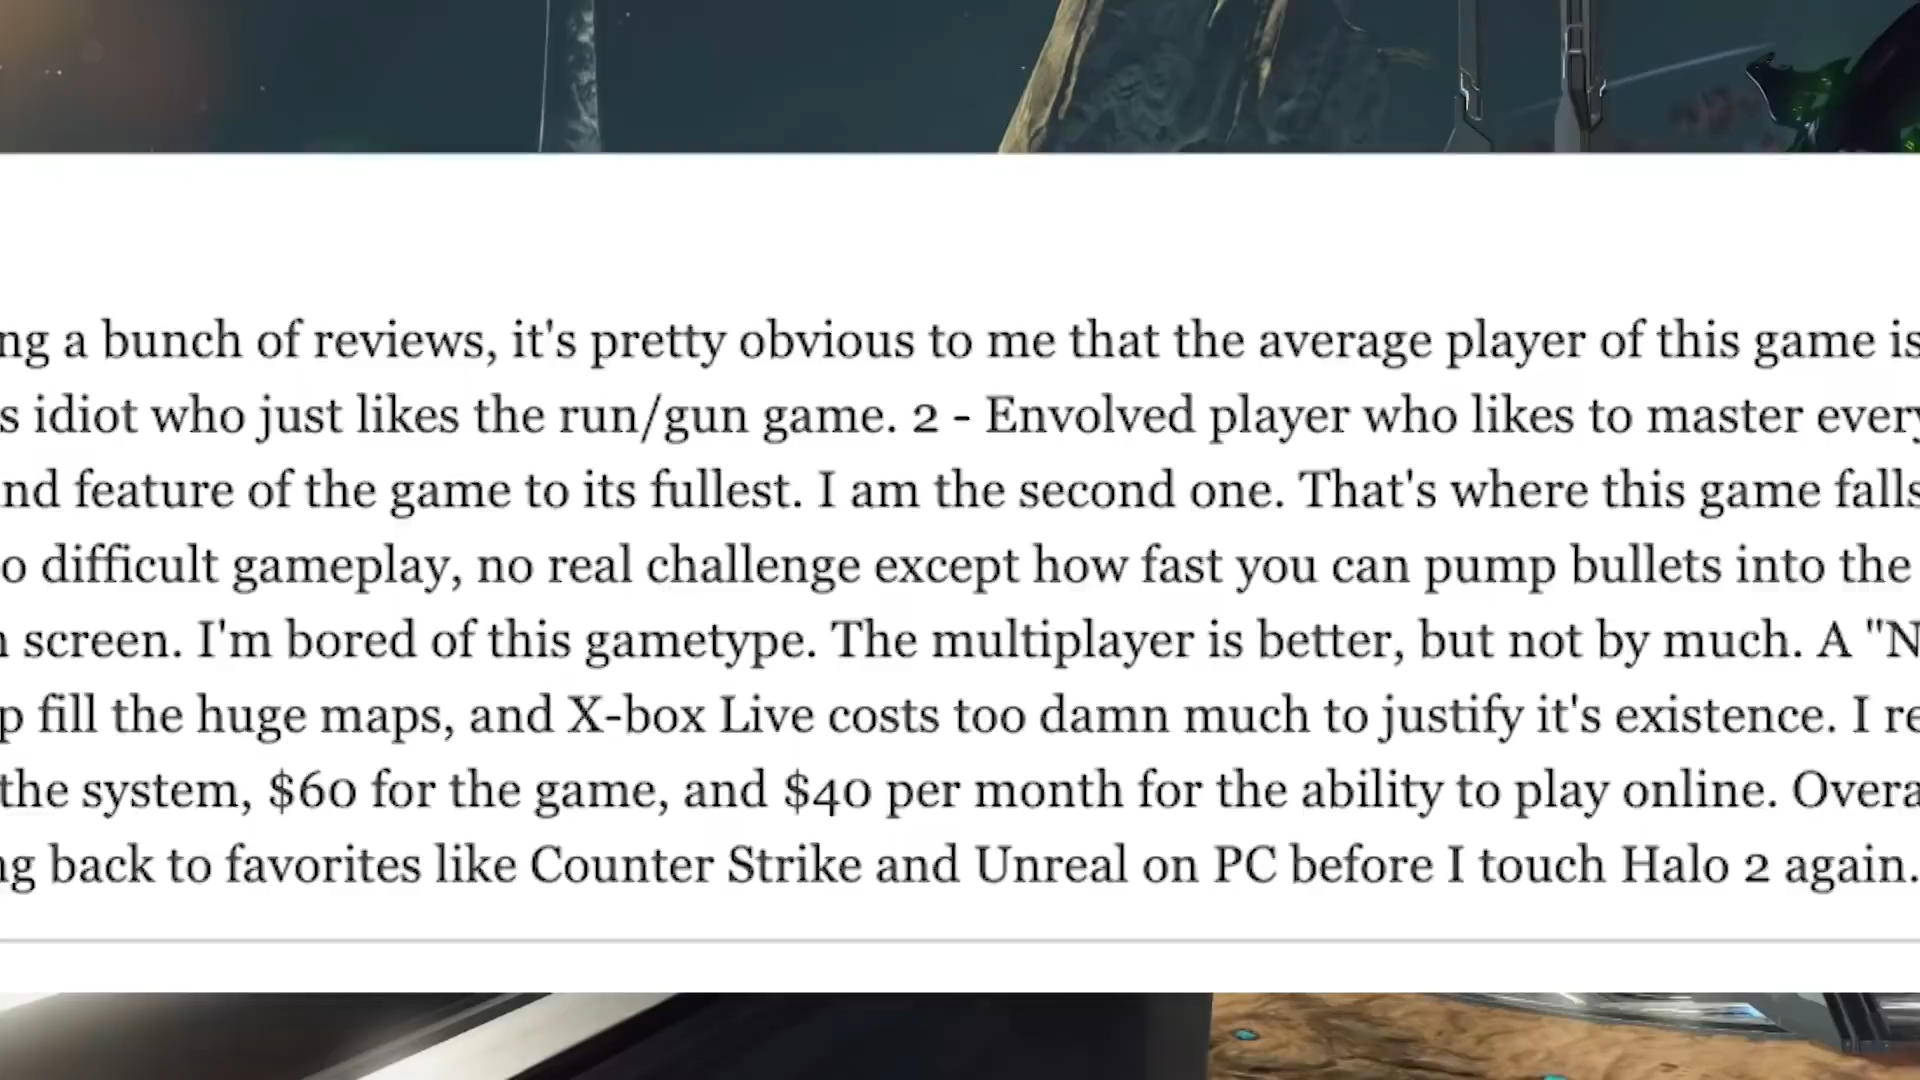 ng a bunch of reviews, it's pretty obvious to me that the average player of this game is
s idiot who just likes the run/gun game. 2 - Envolved player who likes to master every
nd feature of the game to its fullest. I am the second one. That's where this game falls
o difficult gameplay, no real challenge except how fast you can pump bullets into the
n screen. I'm bored of this gametype. The multiplayer is better, but not by much. A "N
p fill the huge maps, and X-box Live costs too damn much to justify it's existence. I re
the system, $60 for the game, and $40 per month for the ability to play online. Overa
ng back to favorites like Counter Strike and Unreal on PC before I touch Halo 2 again.